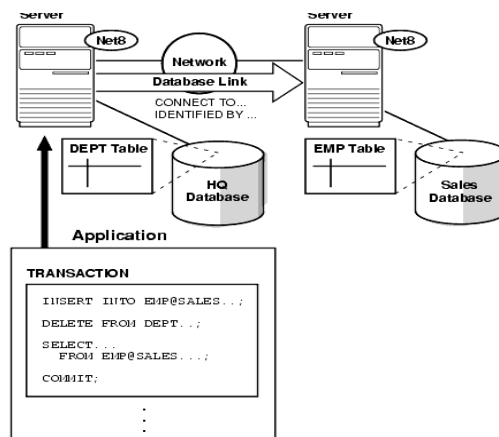 Server
Server
Net8
Net8
Network
Database Link
CONNECT TO...
IDENTIFIED BY ...
DEPT Table
EMP Table
HQ
Database
Sales
Database
Application
TRANSACTION
INSERT INTO EMP@SALES..;
DELETE FROM DEPT..;
SELECT...
FROM EMP@SALES...;
COMMIT;
.
.
.